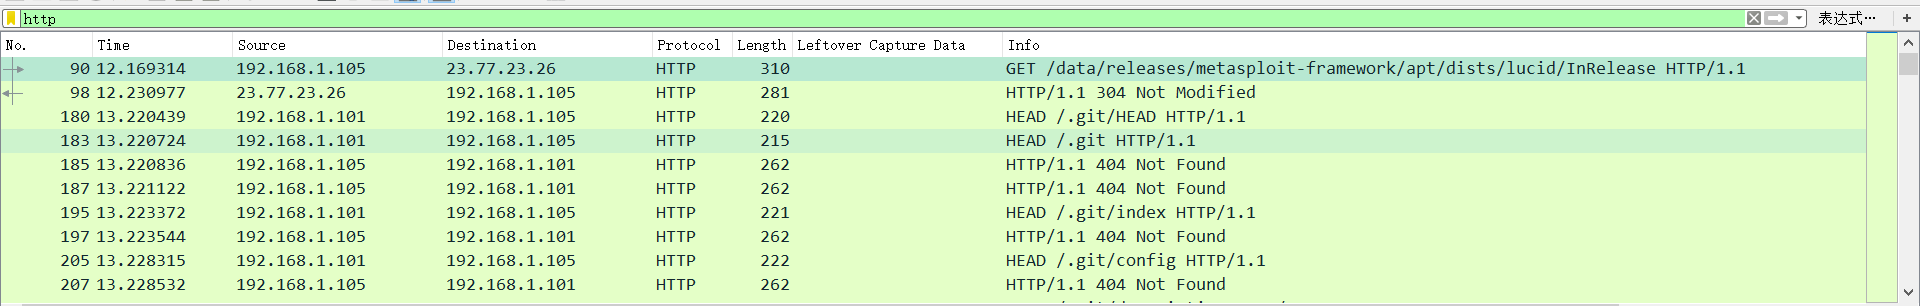 http 表达式… +
No. Time Source Destination Protocol Length Leftover Capture Data Info
90 12.169314 192.168.1.105 23.77.23.26 HTTP 310 GET /data/releases/metasploit-framework/apt/dists/lucid/InRelease HTTP/1.1
98 12.230977 23.77.23.26 192.168.1.105 HTTP 281 HTTP/1.1 304 Not Modified
180 13.220439 192.168.1.101 192.168.1.105 HTTP 220 HEAD /.git/HEAD HTTP/1.1
183 13.220724 192.168.1.101 192.168.1.105 HTTP 215 HEAD /.git HTTP/1.1
185 13.220836 192.168.1.105 192.168.1.101 HTTP 262 HTTP/1.1 404 Not Found
187 13.221122 192.168.1.105 192.168.1.101 HTTP 262 HTTP/1.1 404 Not Found
195 13.223372 192.168.1.101 192.168.1.105 HTTP 221 HEAD /.git/index HTTP/1.1
197 13.223544 192.168.1.105 192.168.1.101 HTTP 262 HTTP/1.1 404 Not Found
205 13.228315 192.168.1.101 192.168.1.105 HTTP 222 HEAD /.git/config HTTP/1.1
207 13.228532 192.168.1.105 192.168.1.101 HTTP 262 HTTP/1.1 404 Not Found